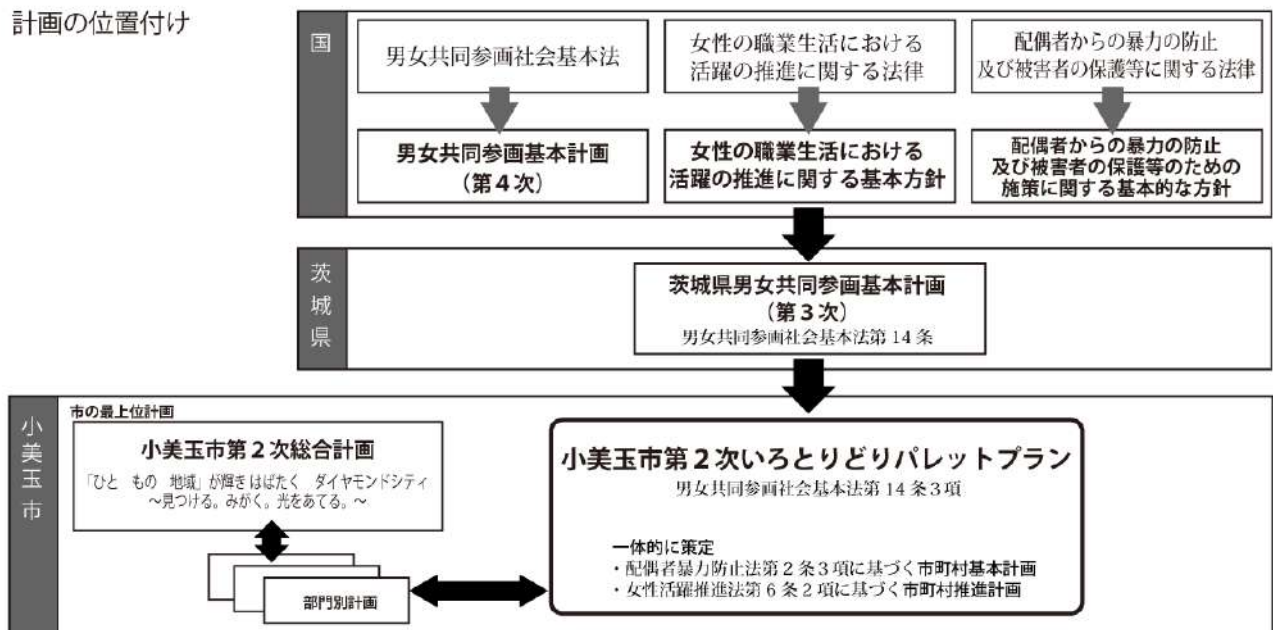 計画の位置付け
国
男女共同参画社会基本法
女性の職業生活における
活躍の推進に関する法律
配偶者からの暴力の防止
及び被害者の保護等に関する法律
男女共同参画基本計画
（第４次）
女性の職業生活における
活躍の推進に関する基本方針
配偶者からの暴力の防止
及び被害者の保護等のための
施策に関する基本的な方針
茨城県
茨城県男女共同参画基本計画
（第３次）
男女共同参画社会基本法第 14 条
小美玉市
市の最上位計画
小美玉市第２次総合計画
「ひと　もの　地域」が輝きはばたく　ダイヤモンドシティ
～見つける。みがく。光をあてる。～
部門別計画
小美玉市第２次いろとりどりパレットプラン
男女共同参画社会基本法第 14 条３項
一体的に策定
・配偶者暴力防止法第２条３項に基づく市町村基本計画
・女性活躍推進法第６条２項に基づく市町村推進計画